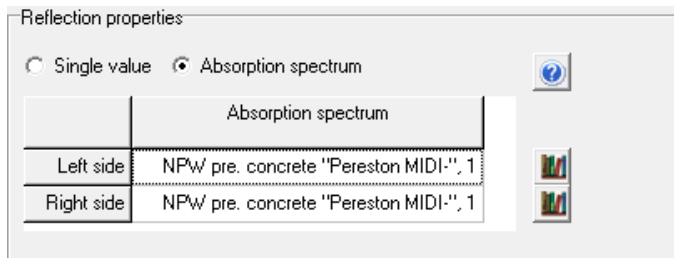 Reflection properties
Single value Absorption spectrum
Absorption spectrum
Left side NPW pre. concrete "Pereston MIDI-", 1
Right side NPW pre. concrete "Pereston MIDI-", 1